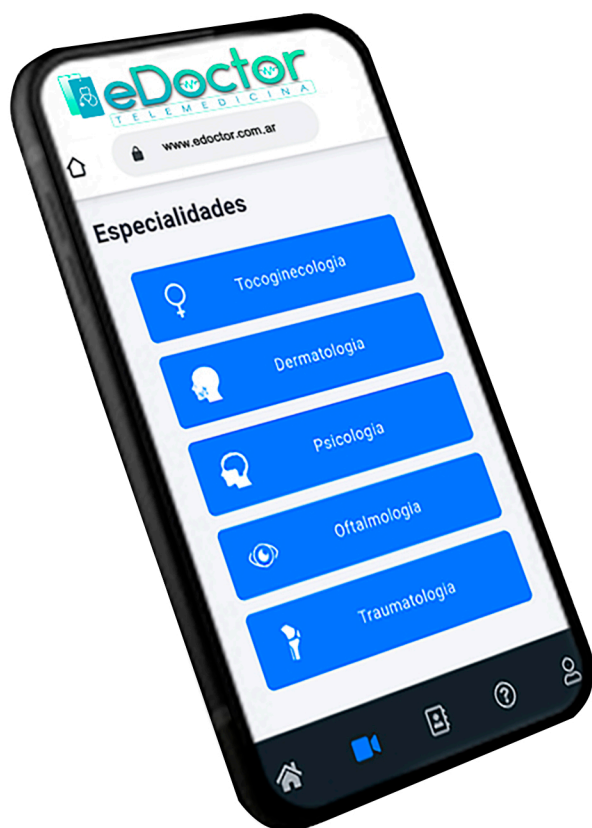 eDoctor
TELEMEDICINA
www.edoctor.com.ar
Especialidades
Tocoginecologia
Dermatologia
Psicologia
Oftalmologia
Traumatologia